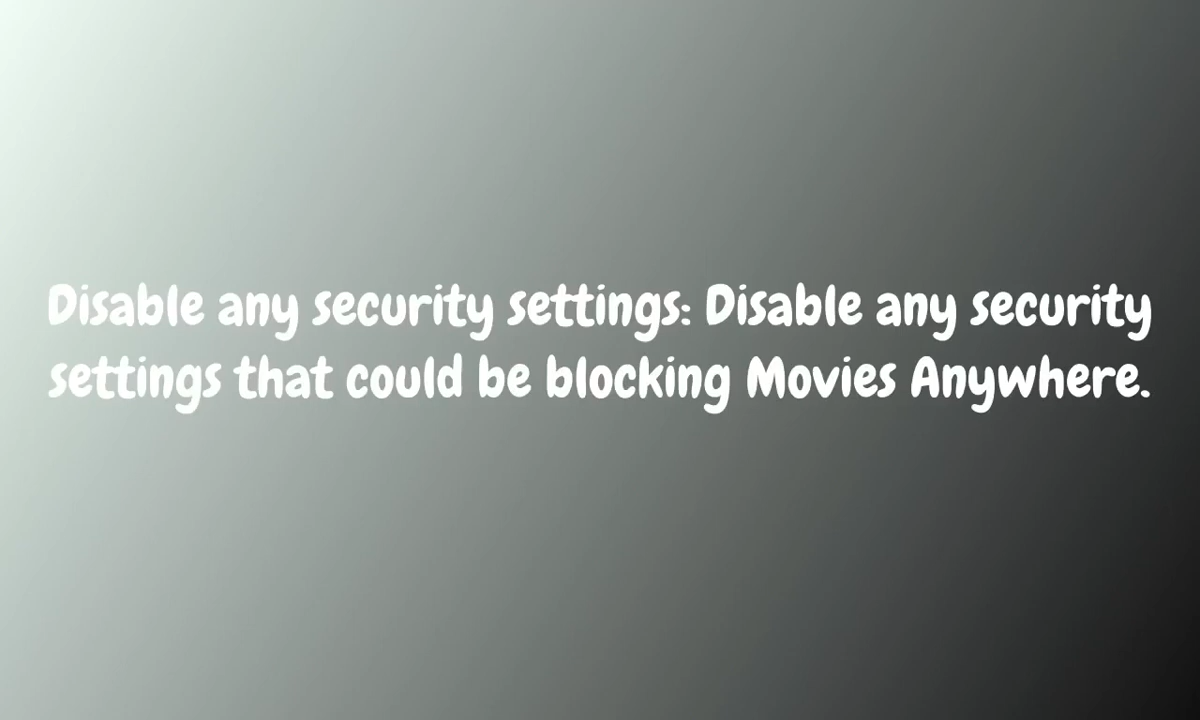 Disable any security settings: Disable any security
settings that could be blocking Movies Anywhere.